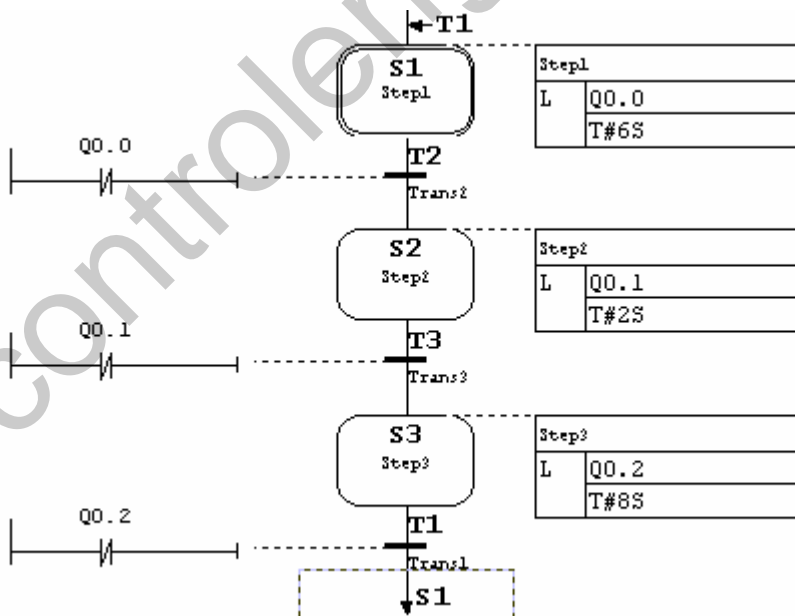 T1
S1
Step1
Step1
L Q0.0
T#6S
Q0.0
T2
Trans2
S2
Step2
Step2
L Q0.1
T#2S
Q0.1
T3
Trans3
S3
Step3
Step3
L Q0.2
T#8S
Q0.2
T1
Trans1
S1